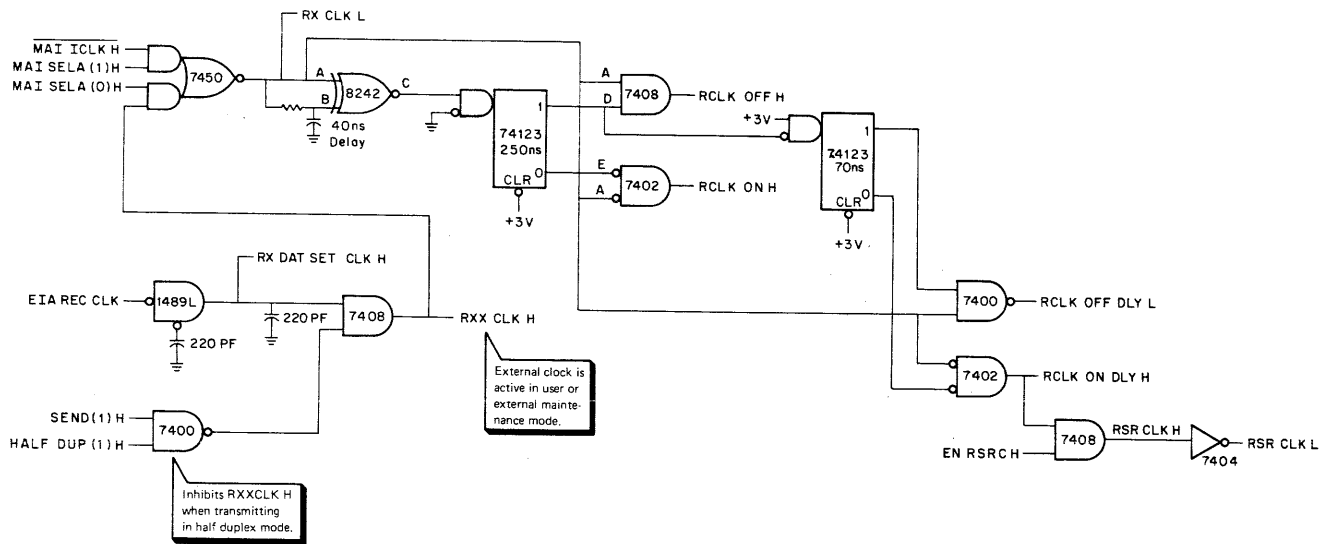 RX CLK L
MAI ICLK H
MAI SELA (1) H
MAI SELA (0) H
7450
A
B
8242
C
40ns
Delay
1
74123
250ns
0
CLR
+3V
A
D
7408
RCLK OFF H
E
A
7402
RCLK ON H
+3V
1
74123
70ns
0
CLR
+3V
RX DAT SET CLK H
EIA REC CLK
1489L
220 PF
220 PF
7408
RXX CLK H
External clock is
active in user or
external mainte-
nance mode.
SEND (1) H
HALF DUP (1) H
7400
Inhibits RXXCLK H
when transmitting
in half duplex mode.
7400
RCLK OFF DLY L
7402
RCLK ON DLY H
EN RSRC H
7408
RSR CLK H
7404
RSR CLK L